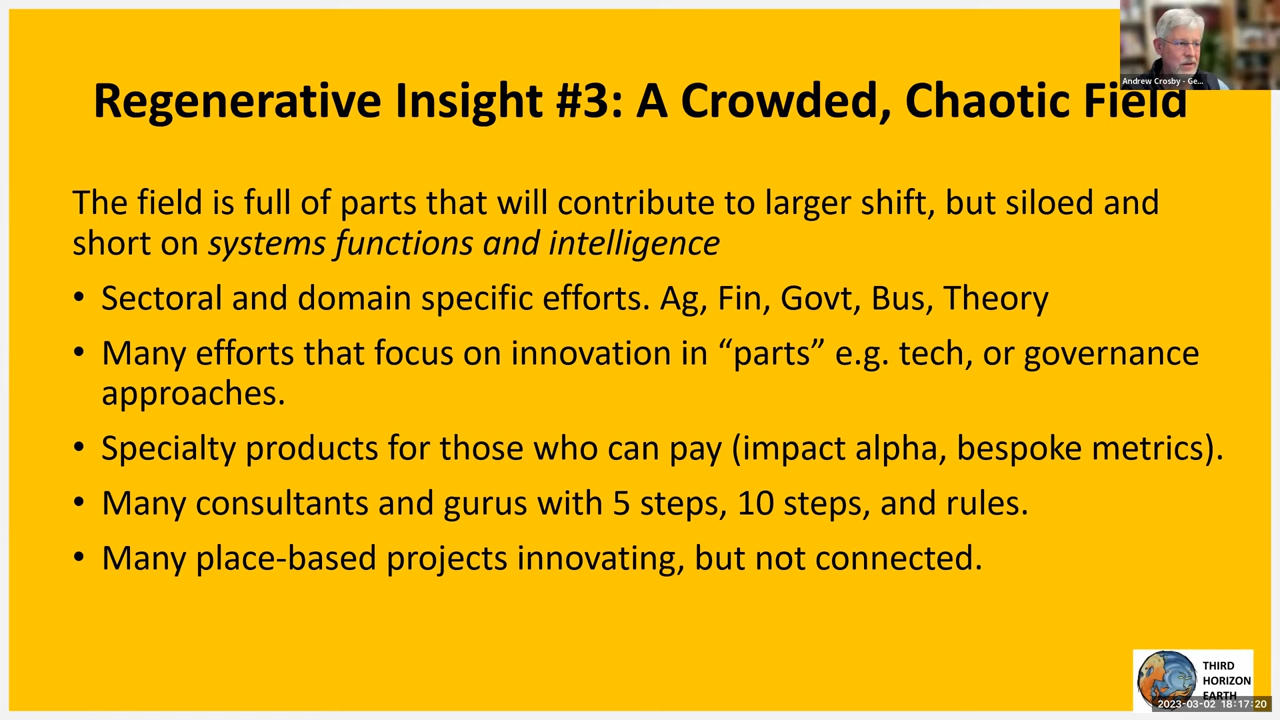 Andrew Crosby - Ge...
Regenerative Insight #3: A Crowded, Chaotic Field
The field is full of parts that will contribute to larger shift, but siloed and
short on systems functions and intelligence
• Sectoral and domain specific efforts. Ag, Fin, Govt, Bus, Theory
• Many efforts that focus on innovation in “parts” e.g. tech, or governance
approaches.
• Specialty products for those who can pay (impact alpha, bespoke metrics).
• Many consultants and gurus with 5 steps, 10 steps, and rules.
• Many place-based projects innovating, but not connected.
THIRD
HORIZON
EARTH
2023-03-02 18:17:20